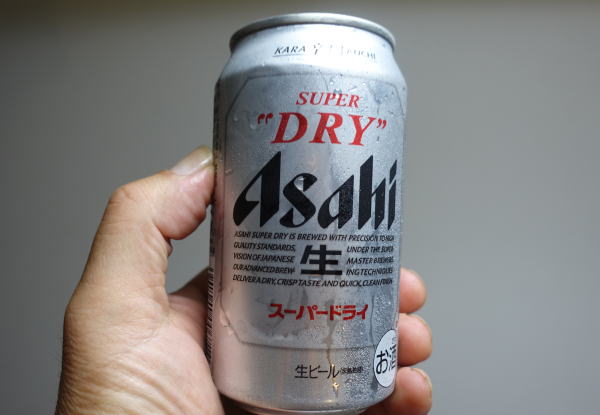 KARA
SUPER
"DRY"
Asahi
ASAHI SUPER DRY IS BREWED WITH PRECISION TO HIGH
QUALITY STANDARDS, UNDER THE SUPER
VISION OF JAPANESE MASTER BREWERS.
OUR ADVANCED BREW ING TECHNIQUES
DELIVER A DRY, CRISP TASTE AND QUICK, CLEAN FINISH.
生
スーパードライ
生ビール
お酒